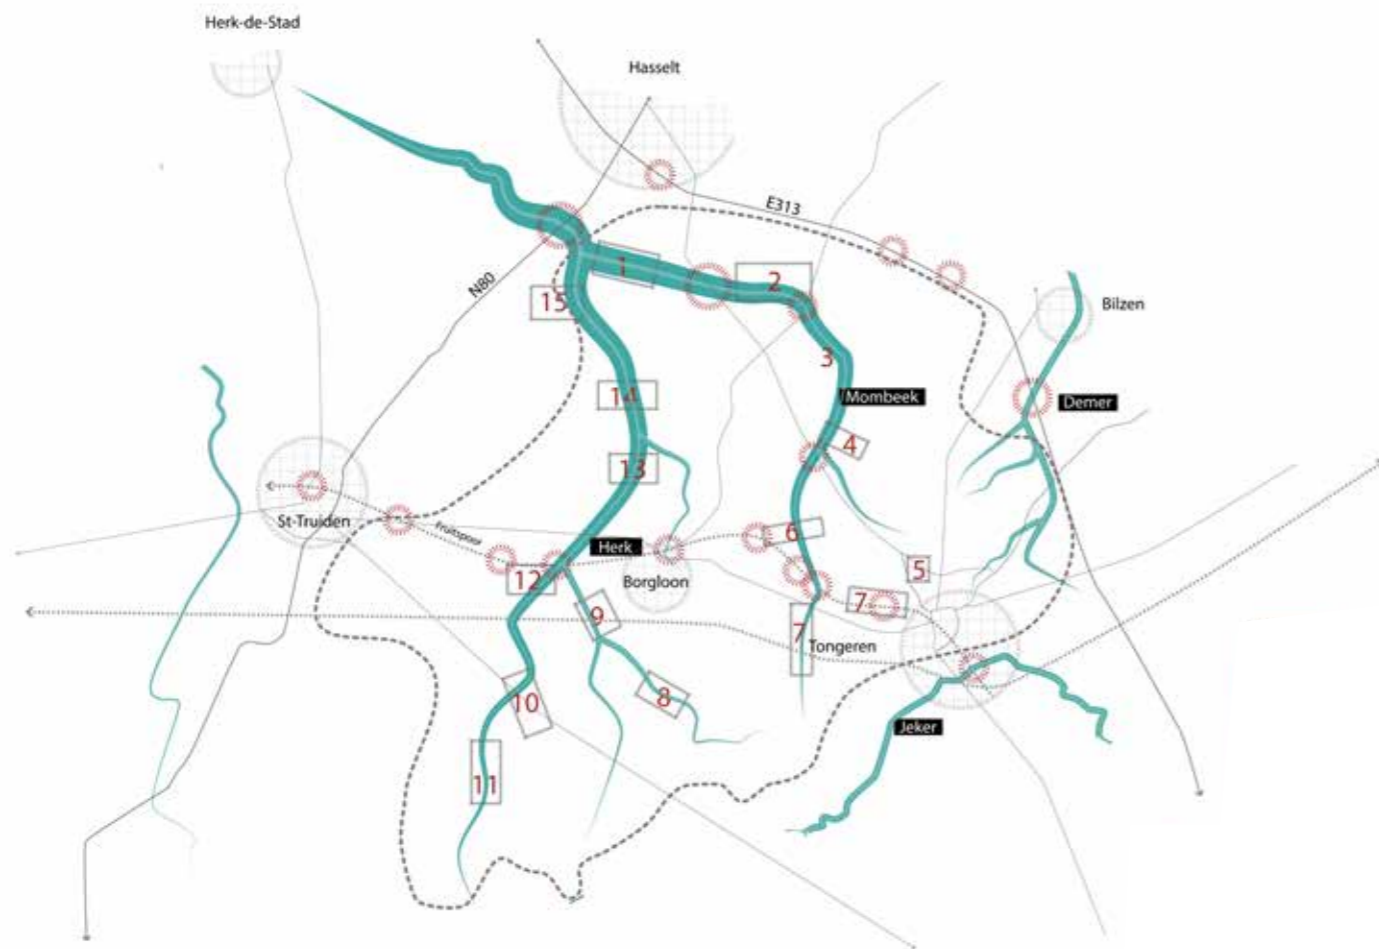 Herk-de-Stad
Hasselt
E313
N80
1
2
15
Bilzen
3
14
Mombeek
Demer
4
13
St-Truiden
Fruitspoor
Herk
6
12
Borgloon
5
9
7
7
Tongeren
8
10
Jeker
11